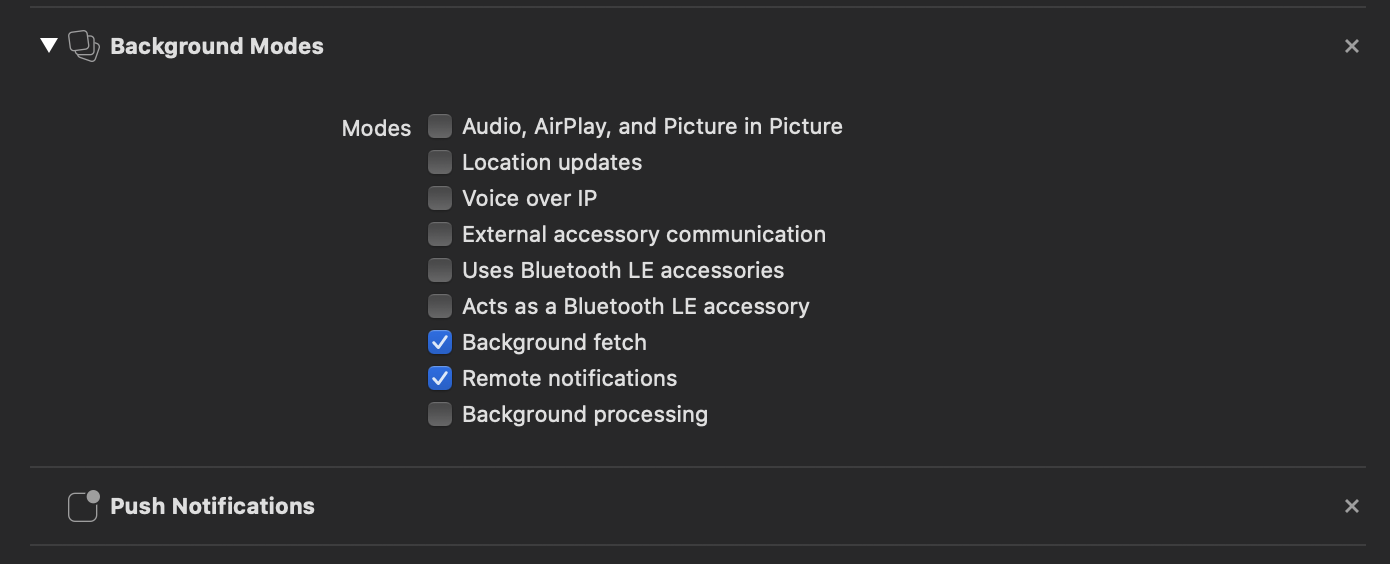 Background Modes
Modes
Audio, AirPlay, and Picture in Picture
Location updates
Voice over IP
External accessory communication
Uses Bluetooth LE accessories
Acts as a Bluetooth LE accessory
Background fetch
Remote notifications
Background processing
Push Notifications